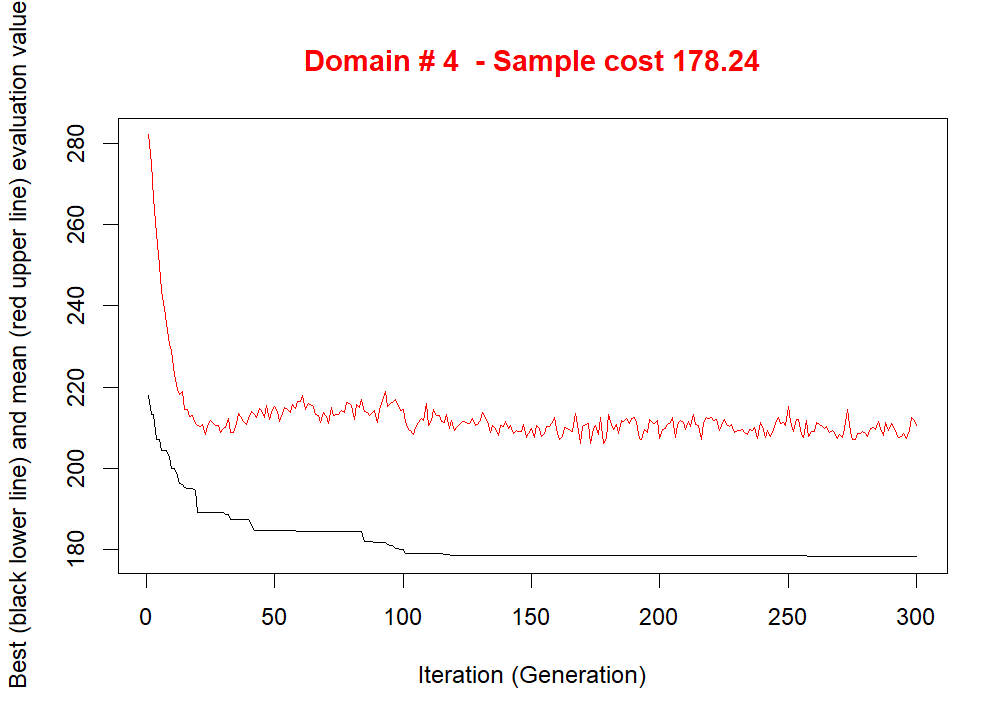 Domain # 4 - Sample cost 178.24
Best (black lower line) and mean (red upper line) evaluation value
280
260
240
220
200
180
0 50 100 150 200 250 300
Iteration (Generation)